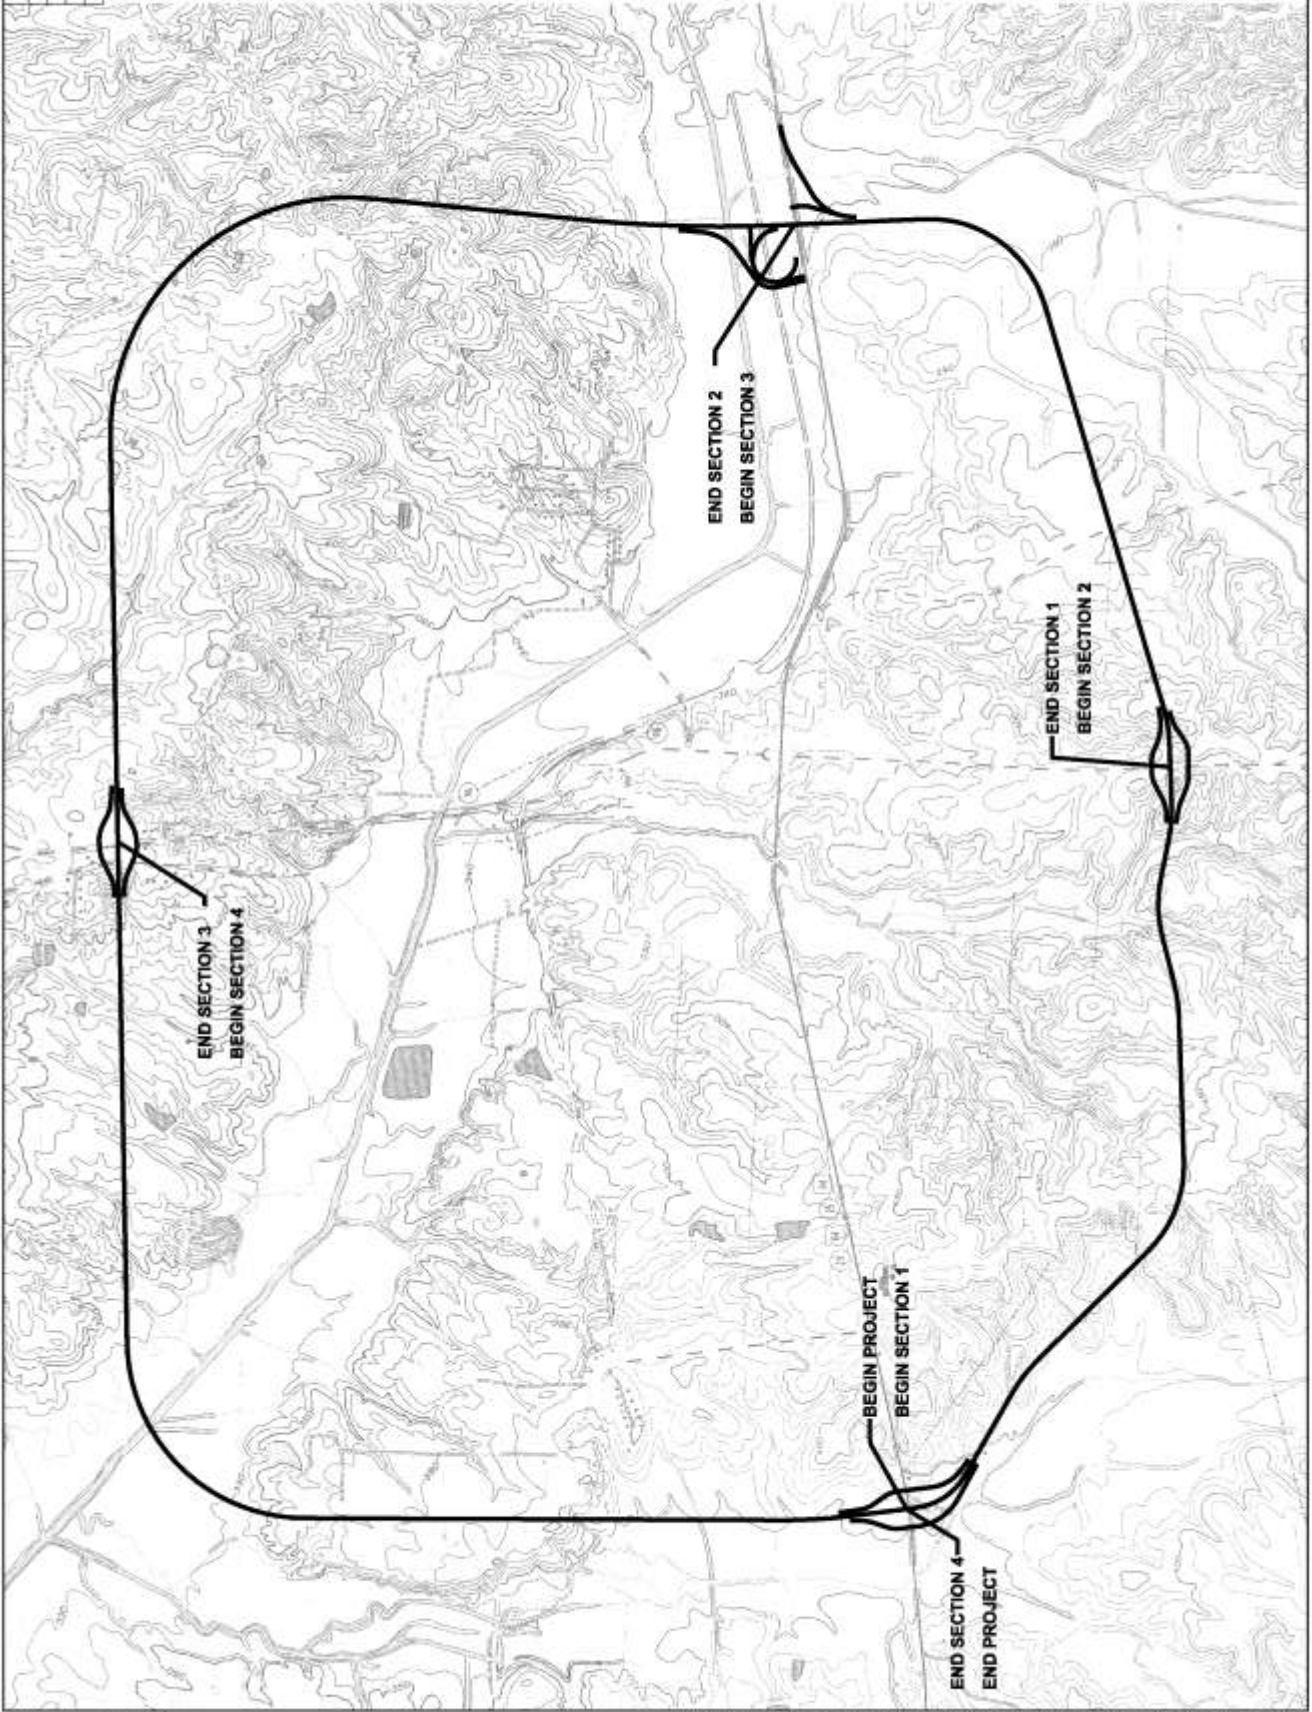 END SECTION 3
BEGIN SECTION 4
END SECTION 2
BEGIN SECTION 3
END SECTION 1
BEGIN SECTION 2
BEGIN PROJECT
BEGIN SECTION 1
END SECTION 4
END PROJECT